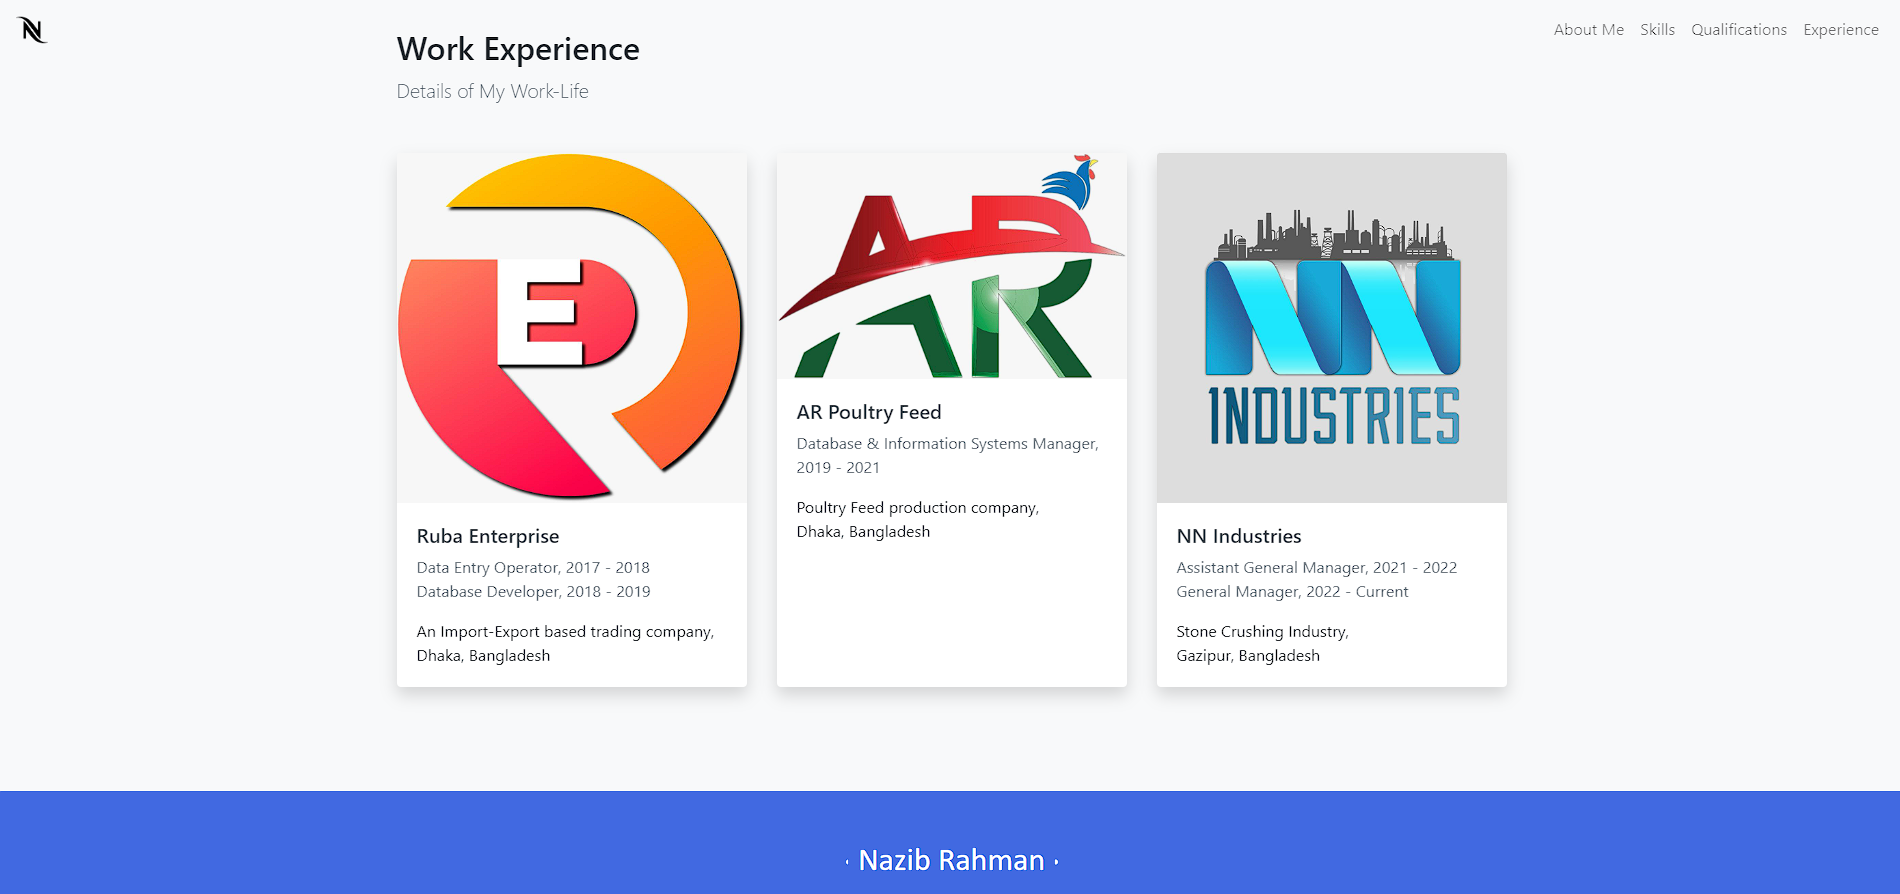 N
About Me Skills Qualifications Experience
Work Experience
Details of My Work-Life
E
Ruba Enterprise
Data Entry Operator, 2017 - 2018
Database Developer, 2018 - 2019
An Import-Export based trading company,
Dhaka, Bangladesh
AR
AR
AR Poultry Feed
Database & Information Systems Manager,
2019 - 2021
Poultry Feed production company,
Dhaka, Bangladesh
NN
INDUSTRIES
NN Industries
Assistant General Manager, 2021 - 2022
General Manager, 2022 - Current
Stone Crushing Industry,
Gazipur, Bangladesh
Nazib Rahman